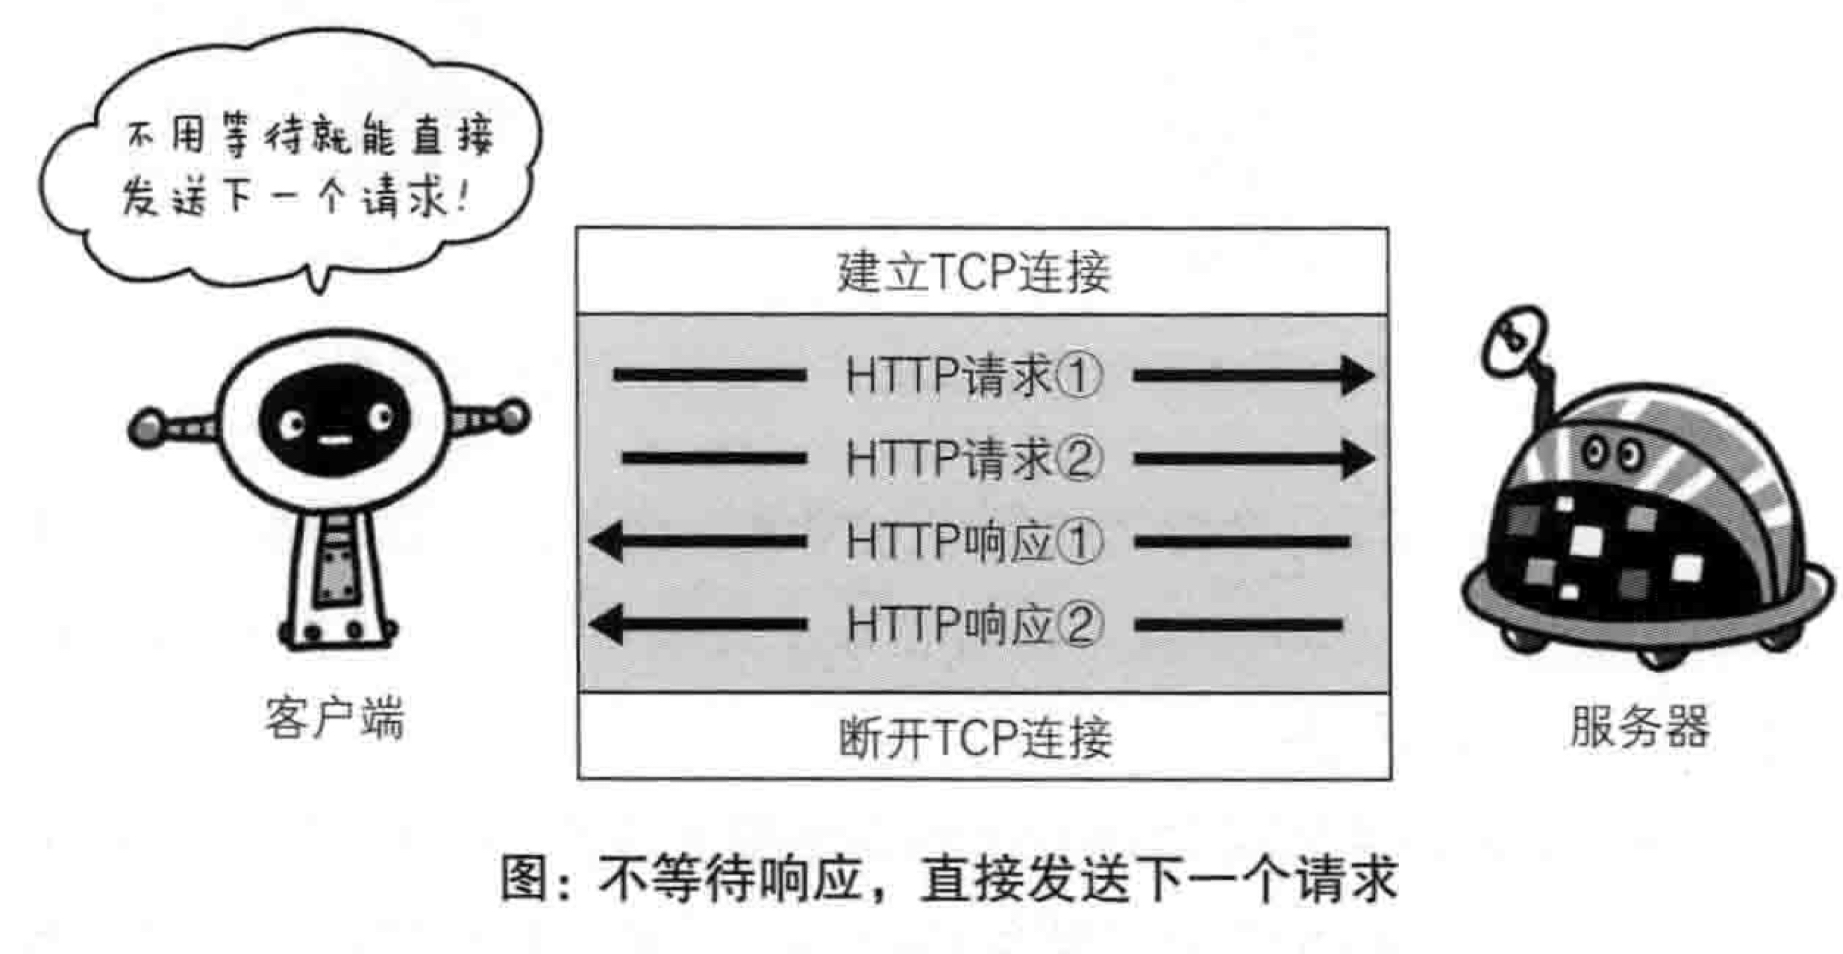 不用等待就能直接
发送下一个请求!
建立TCP连接
HTTP请求①
HTTP请求②
HTTP响应①
HTTP响应②
断开TCP连接
客户端
服务器
图：不等待响应，直接发送下一个请求